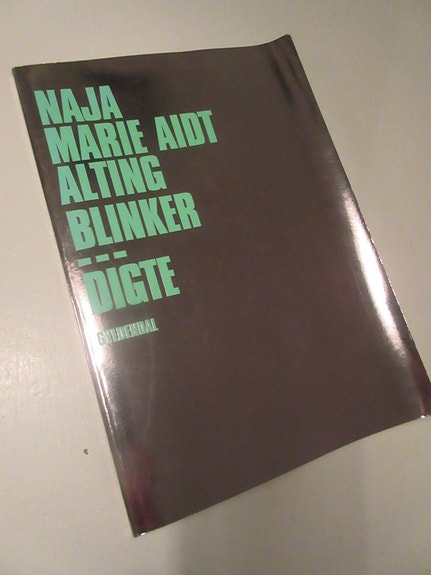 NAJA
MARIE AIDT
ALTING
BLINKER
---
DIGTE
GYLDENDAL